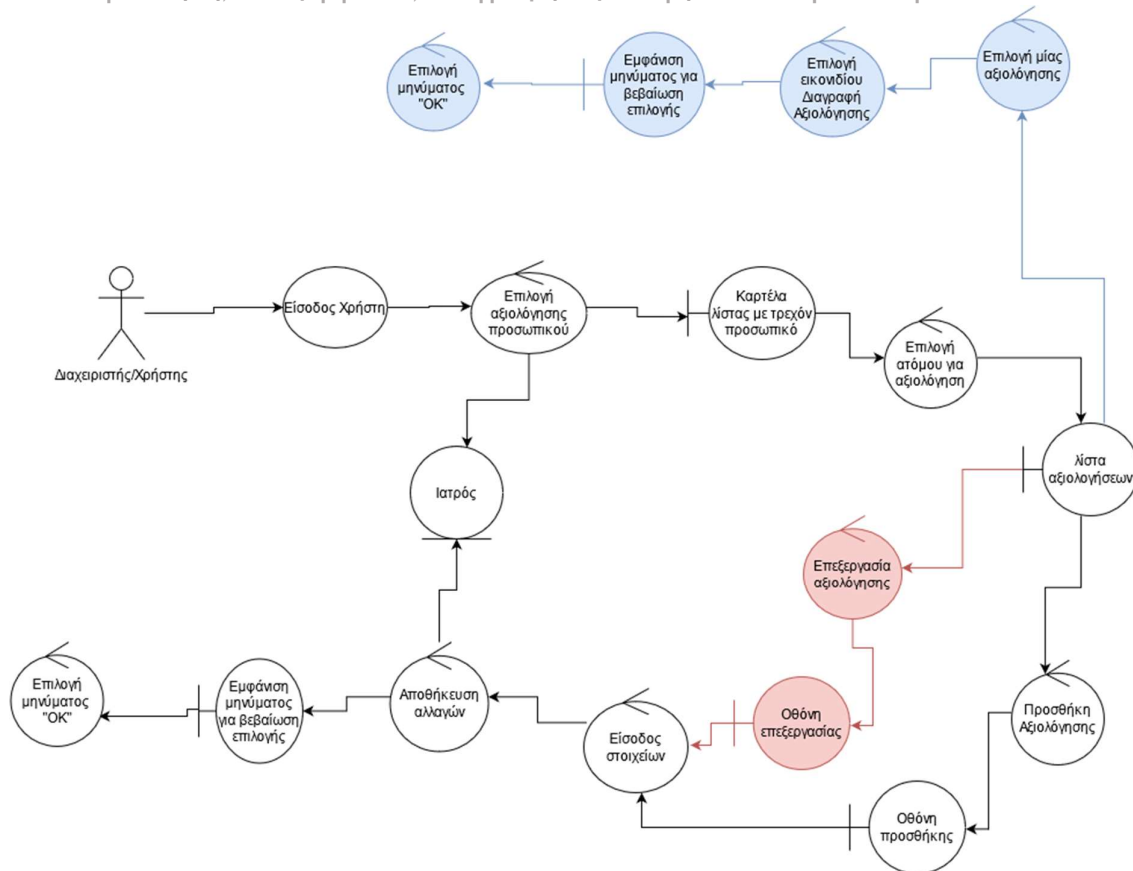 Επιλογή
μηνύματος
"OK"
Εμφάνιση
μηνύματος για
βεβαίωση
επιλογής
Επιλογή
εικονιδίου
Διαγραφή
Αξιολόγησης
Επιλογή μίας
αξιολόγησης
Διαχειριστής/Χρήστης
Είσοδος Χρήστη
Επιλογή
αξιολόγησης
προσωπικού
Καρτέλα
λίστας με τρεχόν
προσωπικό
Επιλογή
ατόμου για
αξιολόγηση
λίστα
αξιολογήσεων
Ιατρός
Επεξεργασία
αξιολόγησης
Επιλογή
μηνύματος
"OK"
Εμφάνιση
μηνύματος
για βεβαίωση
επιλογής
Αποθήκευση
αλλαγών
Είσοδος
στοιχείων
Οθόνη
επεξεργασίας
Προσθήκη
Αξιολόγησης
Οθόνη
προσθήκης